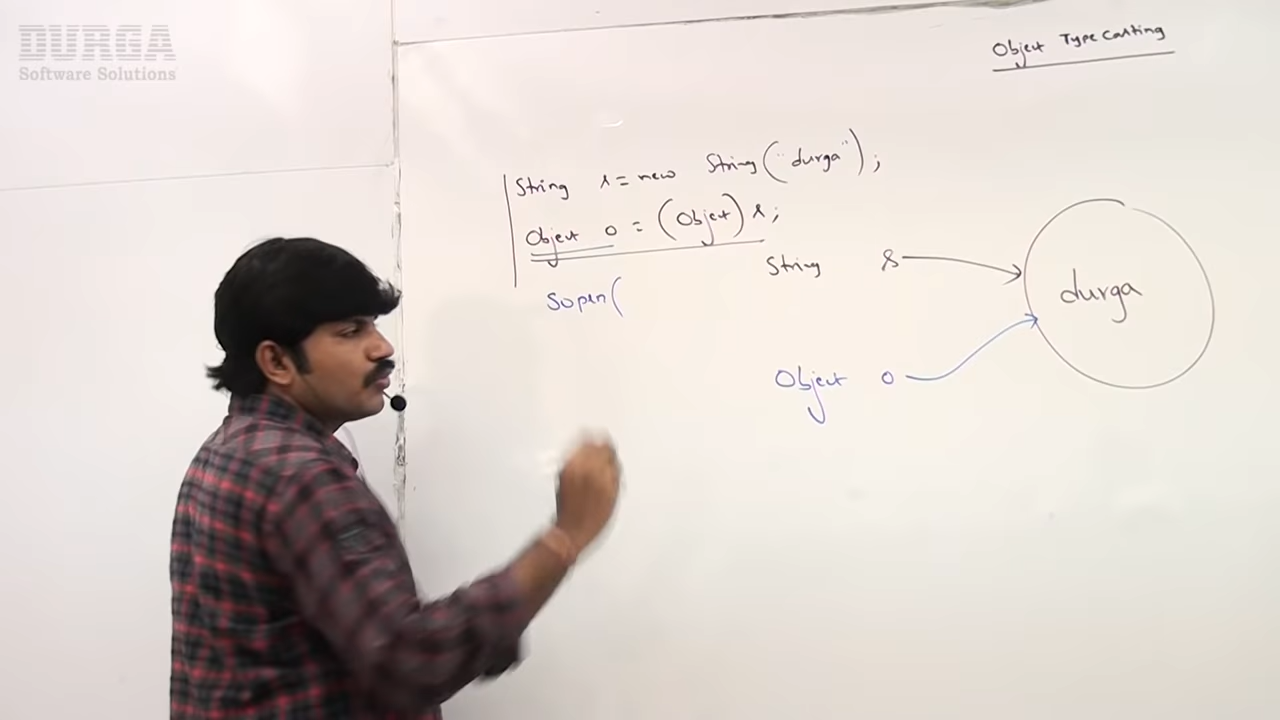 DURGA
Software Solutions
Object Type Casting
String s = new String("durga");
Object o = (Object) s;
Sopln(
String s
durga
Object o